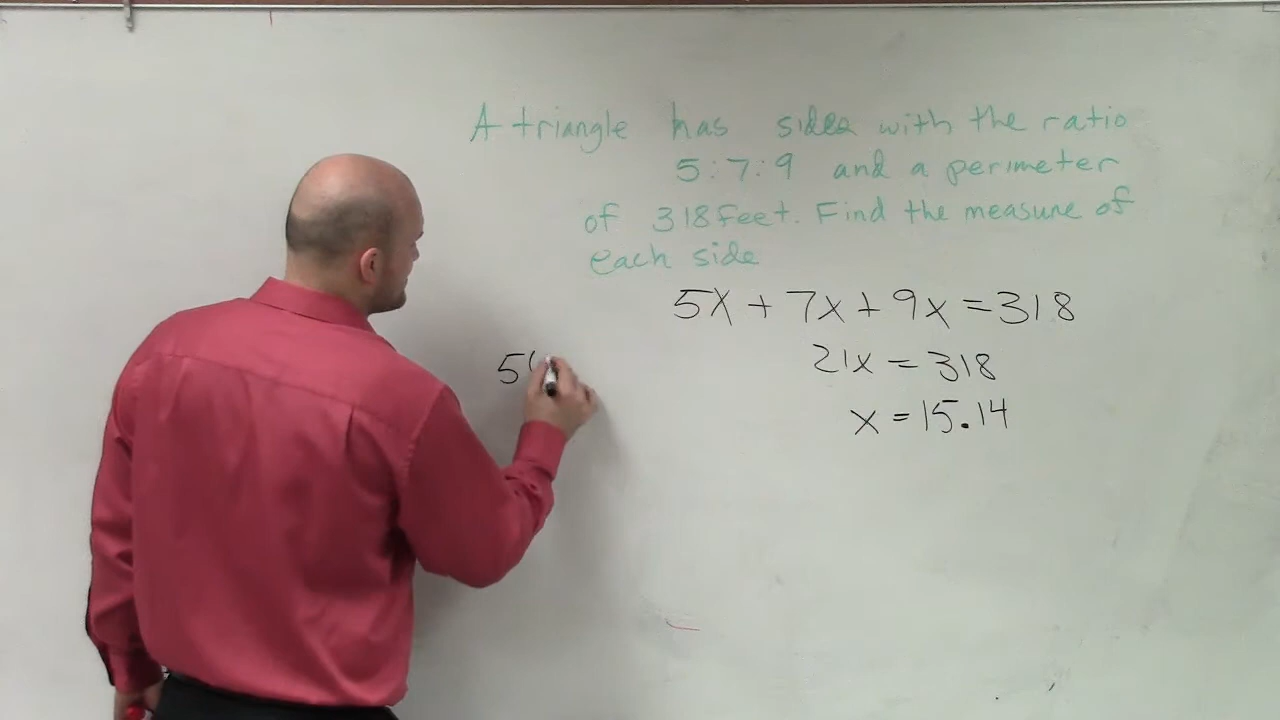 A triangle has sides with the ratio
5:7:9 and a perimeter
of 318 feet. Find the measure of
each side
5x + 7x + 9x = 318
21x = 318
5(
x = 15.14